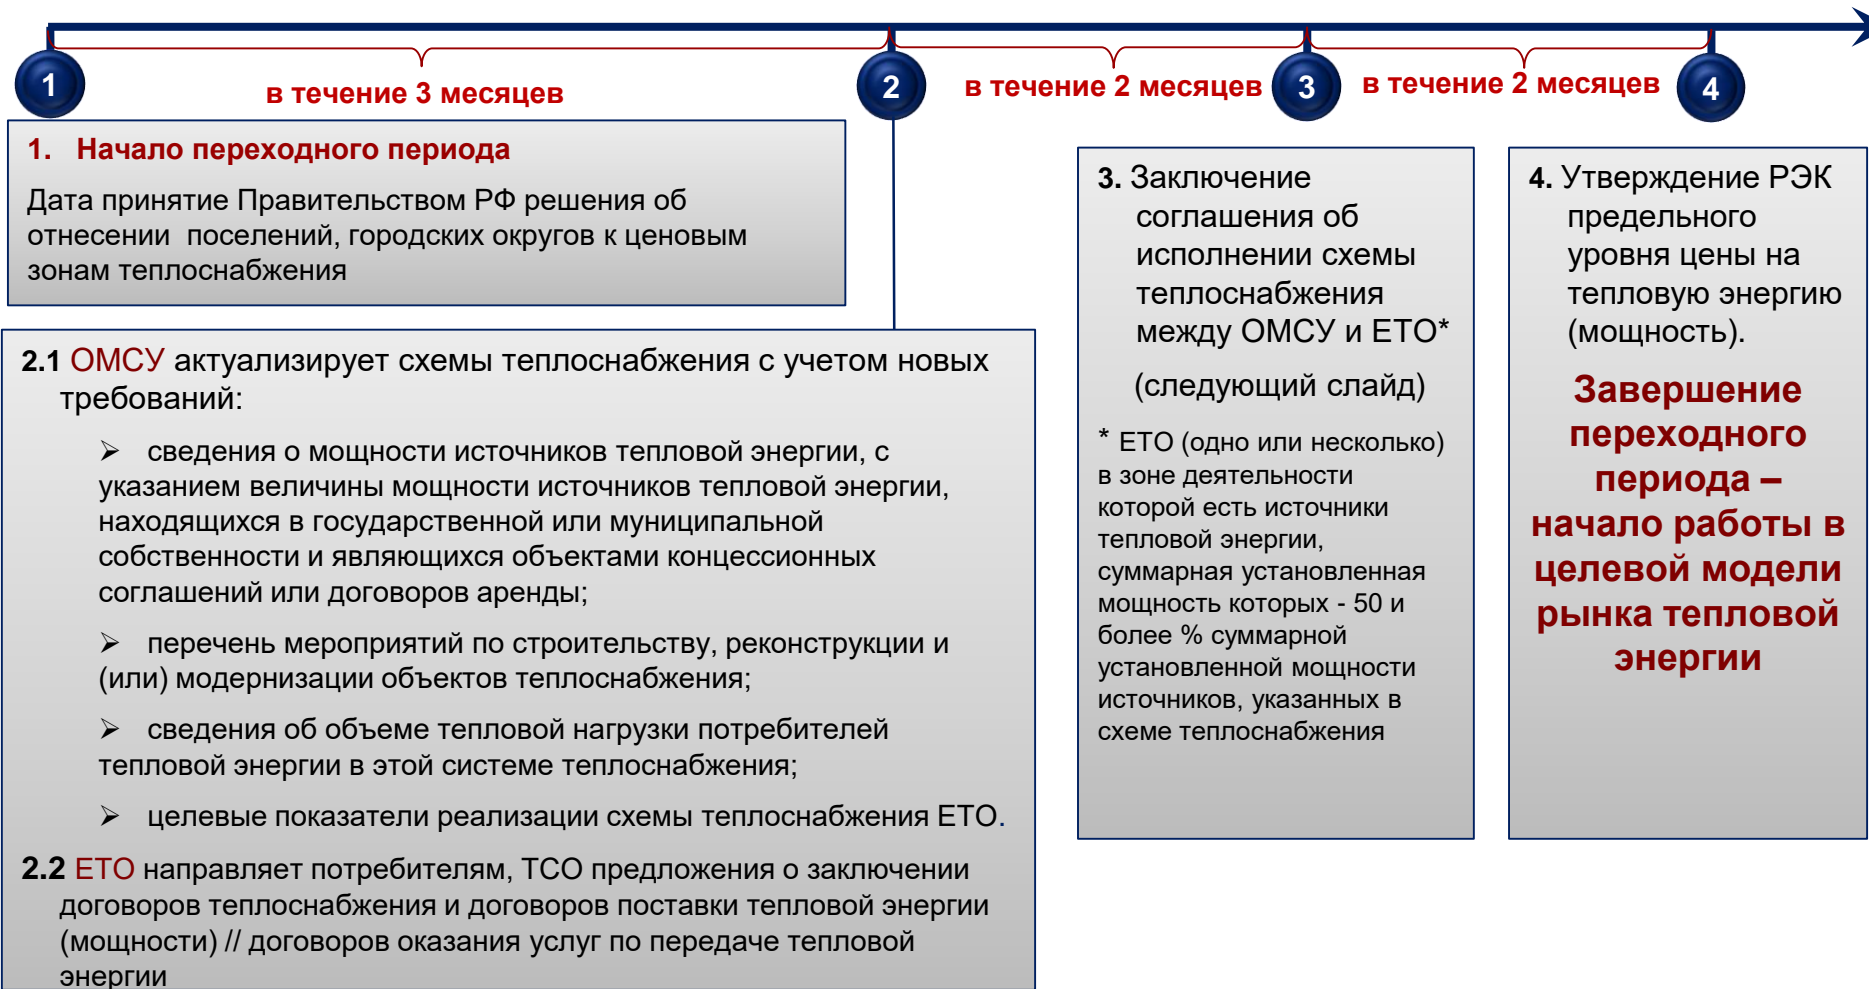 1
в течение 3 месяцев
2
в течение 2 месяцев
3
в течение 2 месяцев
4
1. Начало переходного периода
Дата принятие Правительством РФ решения об
отнесении поселений, городских округов к ценовым
зонам теплоснабжения
2.1 ОМСУ актуализирует схемы теплоснабжения с учетом новых
требований:
➢ сведения о мощности источников тепловой энергии, с
указанием величины мощности источников тепловой энергии,
находящихся в государственной или муниципальной
собственности и являющихся объектами концессионных
соглашений или договоров аренды;
➢ перечень мероприятий по строительству, реконструкции и
(или) модернизации объектов теплоснабжения;
➢ сведения об объеме тепловой нагрузки потребителей
тепловой энергии в этой системе теплоснабжения;
➢ целевые показатели реализации схемы теплоснабжения ЕТО.
2.2 ЕТО направляет потребителям, ТСО предложения о заключении
договоров теплоснабжения и договоров поставки тепловой энергии
(мощности) // договоров оказания услуг по передаче тепловой
энергии
3. Заключение
соглашения об
исполнении схемы
теплоснабжения
между ОМСУ и ЕТО*
(следующий слайд)
* ЕТО (одно или несколько)
в зоне деятельности
которой есть источники
тепловой энергии,
суммарная установленная
мощность которых - 50 и
более % суммарной
установленной мощности
источников, указанных в
схеме теплоснабжения
4. Утверждение РЭК
предельного
уровня цены на
тепловую энергию
(мощность).
Завершение
переходного
периода –
начало работы в
целевой модели
рынка тепловой
энергии